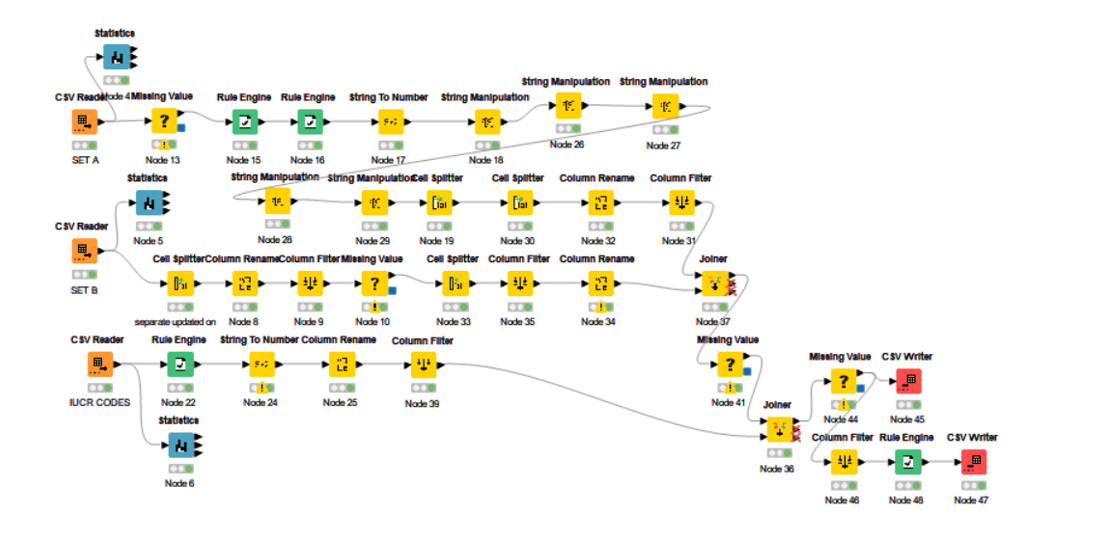 Statistics
Node 4
CSV Reader
Missing Value
Rule Engine
Rule Engine
String To Number
String Manipulation
String Manipulation
String Manipulation
SET A
Node 13
Node 15
Node 16
Node 17
Node 18
Node 26
Node 27
Statistics
String Manipulation
String Manipulation
Cell Splitter
Cell Splitter
Column Rename
Column Filter
Node 5
Node 28
Node 29
Node 19
Node 30
Node 32
Node 31
CSV Reader
SET B
Cell Splitter
Column Rename
Column Filter
Missing Value
Cell Splitter
Column Filter
Column Rename
Joiner
separate updated on
Node 8
Node 9
Node 10
Node 33
Node 35
Node 34
Node 37
CSV Reader
Rule Engine
String To Number
Column Rename
Column Filter
Missing Value
Missing Value
CSV Writer
IUCR CODES
Node 22
Node 24
Node 25
Node 39
Node 41
Node 44
Node 45
Statistics
Node 6
Joiner
Node 36
Column Filter
Rule Engine
CSV Writer
Node 46
Node 48
Node 47